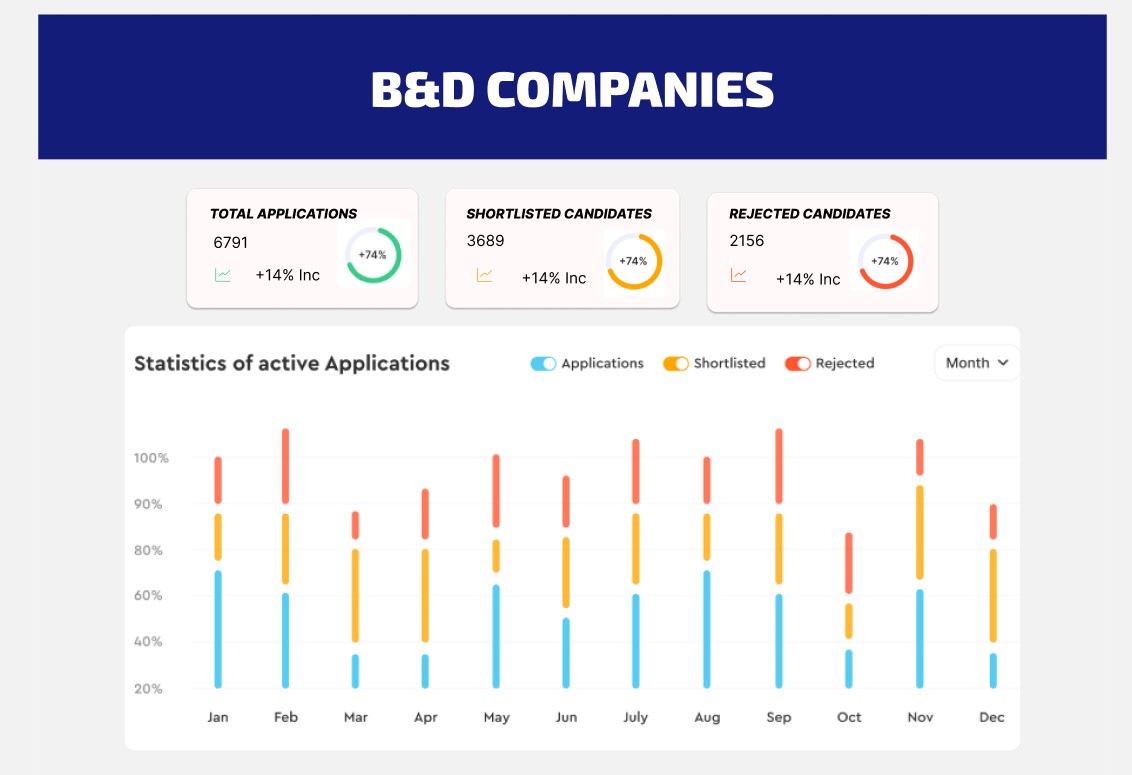 B&D COMPANIES
TOTAL APPLICATIONS
6791
+14% Inc
+74%
SHORTLISTED CANDIDATES
3689
+14% Inc
+74%
REJECTED CANDIDATES
2156
+14% Inc
+74%
Statistics of active Applications
Applications
Shortlisted
Rejected
Month
100%
90%
80%
60%
40%
20%
Jan Feb Mar Apr May Jun July Aug Sep Oct Nov Dec